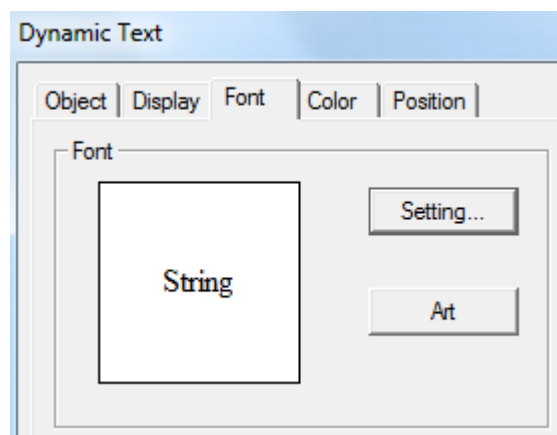 Dynamic Text
Object Display Font Color Position
Font
Setting...
String
Art